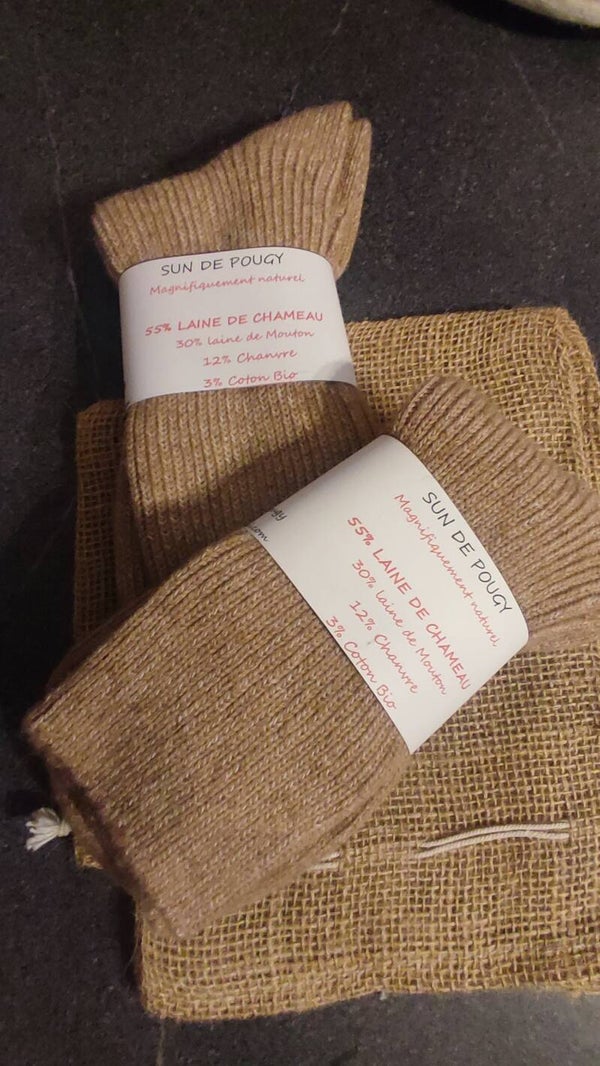 SUN DE POUGY
Magnifiquement naturel
55% LAINE DE CHAMEAU
30% laine de Mouton
12% Chanvre
3% Coton Bio
SUN DE POUGY
Magnifiquement naturel
55% LAINE DE CHAMEAU
30% laine de Mouton
12% Chanvre
3% Coton Bio